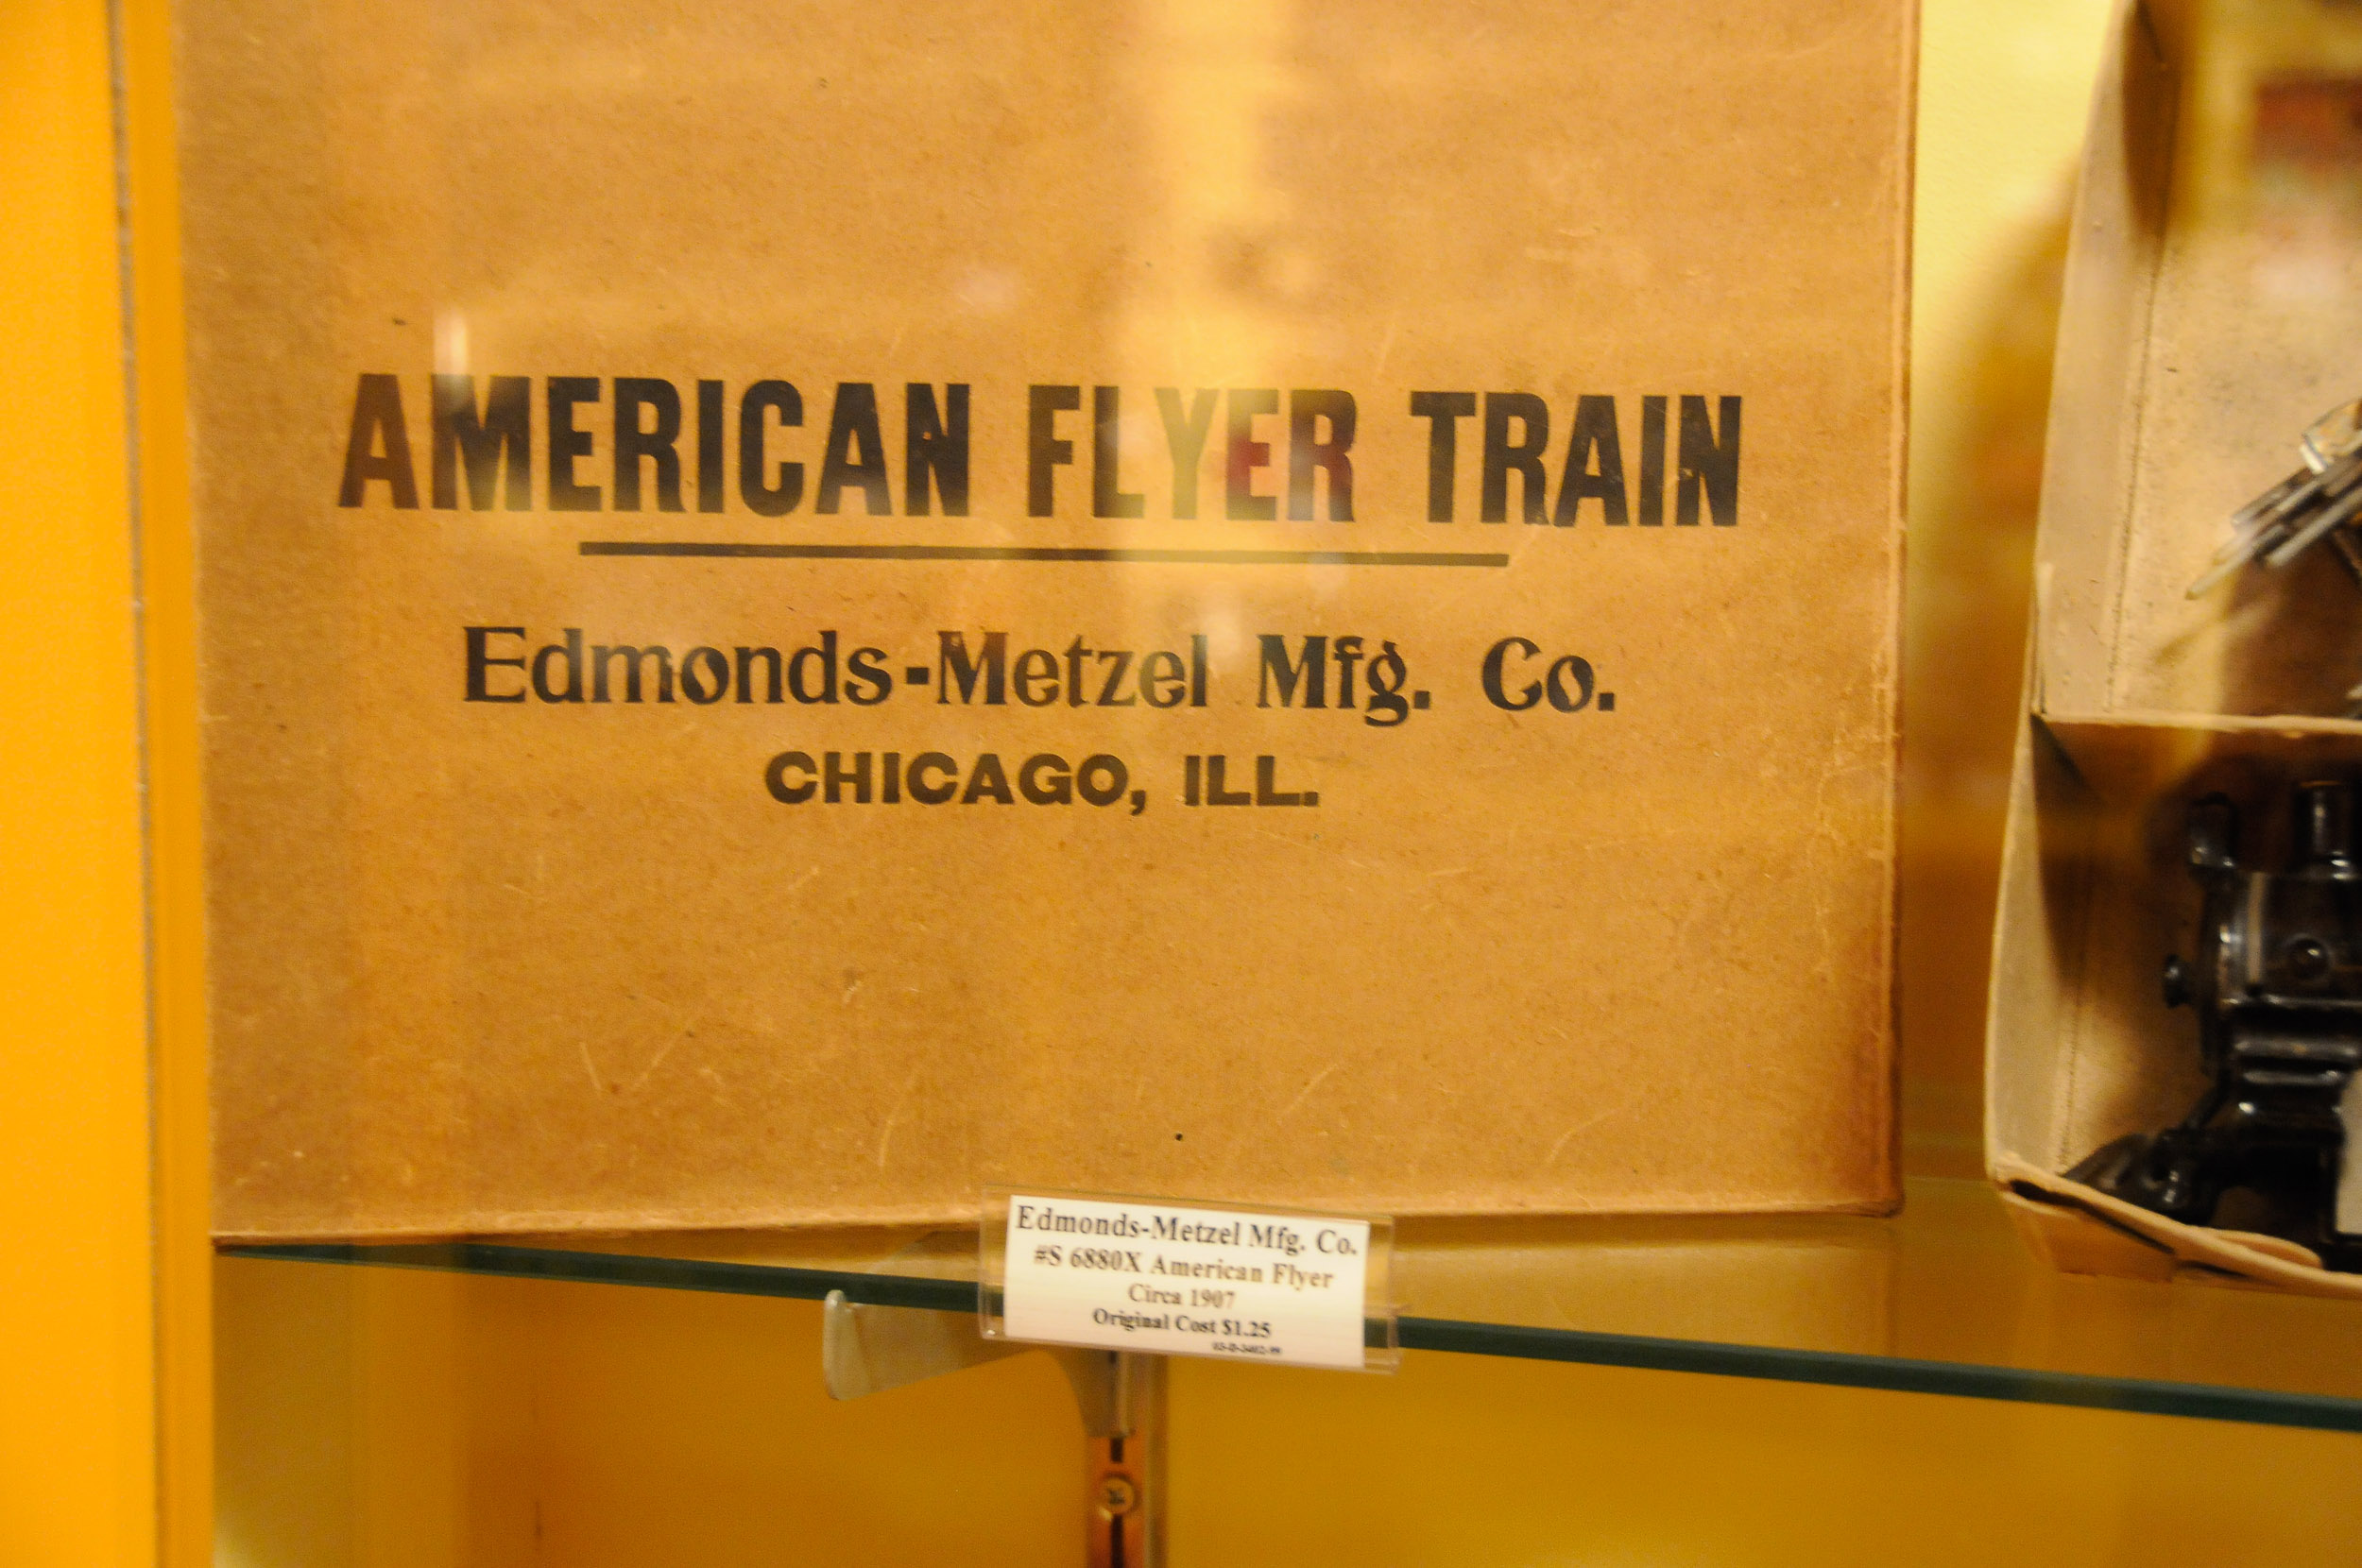 AMERICAN FLYER TRAIN
Edmonds-Metzel Mfg. Co.
CHICAGO, ILL.
Edmonds-Metzel Mfg. Co.
#S 6880X American Flyer
Circa 1907
Original Cost $1.25